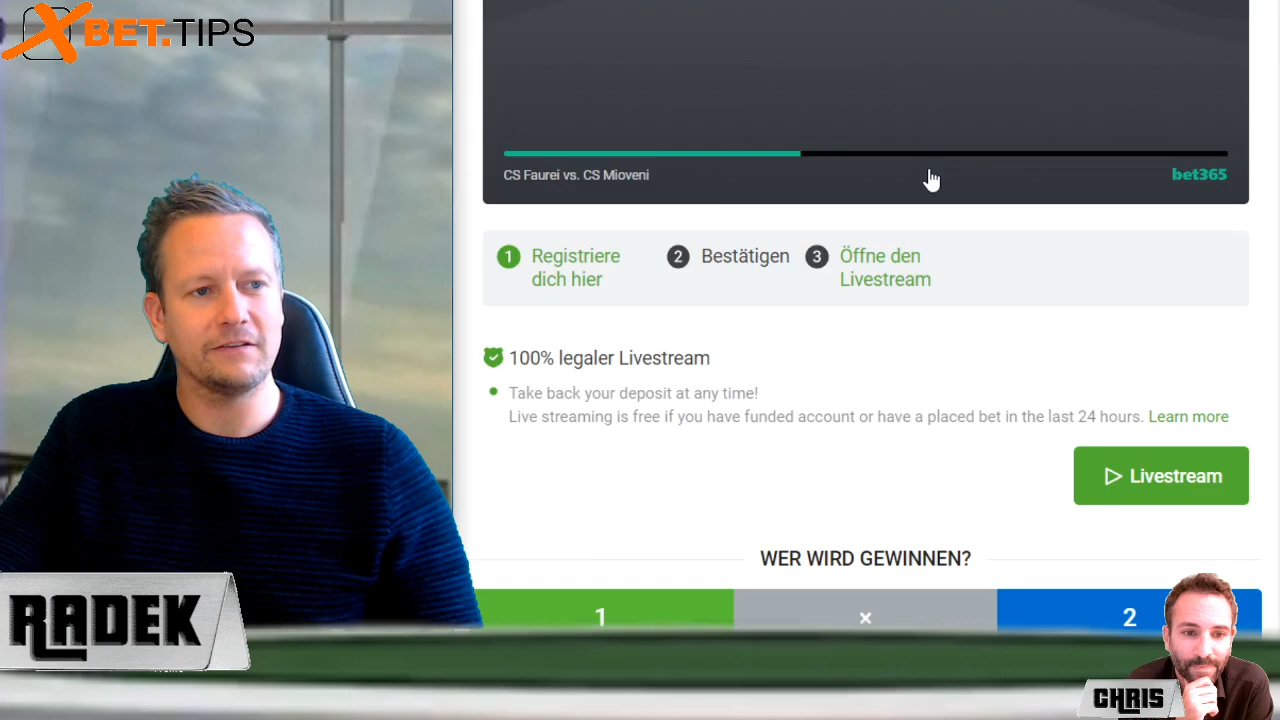 XBET.TIPS
CS Faurei vs. CS Mioveni
bet365
1 Registriere
dich hier
2 Bestätigen
3 Öffne den
Livestream
100% legaler Livestream
Take back your deposit at any time!
Live streaming is free if you have funded account or have a placed bet in the last 24 hours. Learn more
Livestream
WER WIRD GEWINNEN?
1 × 2
RADEK
CHRIS